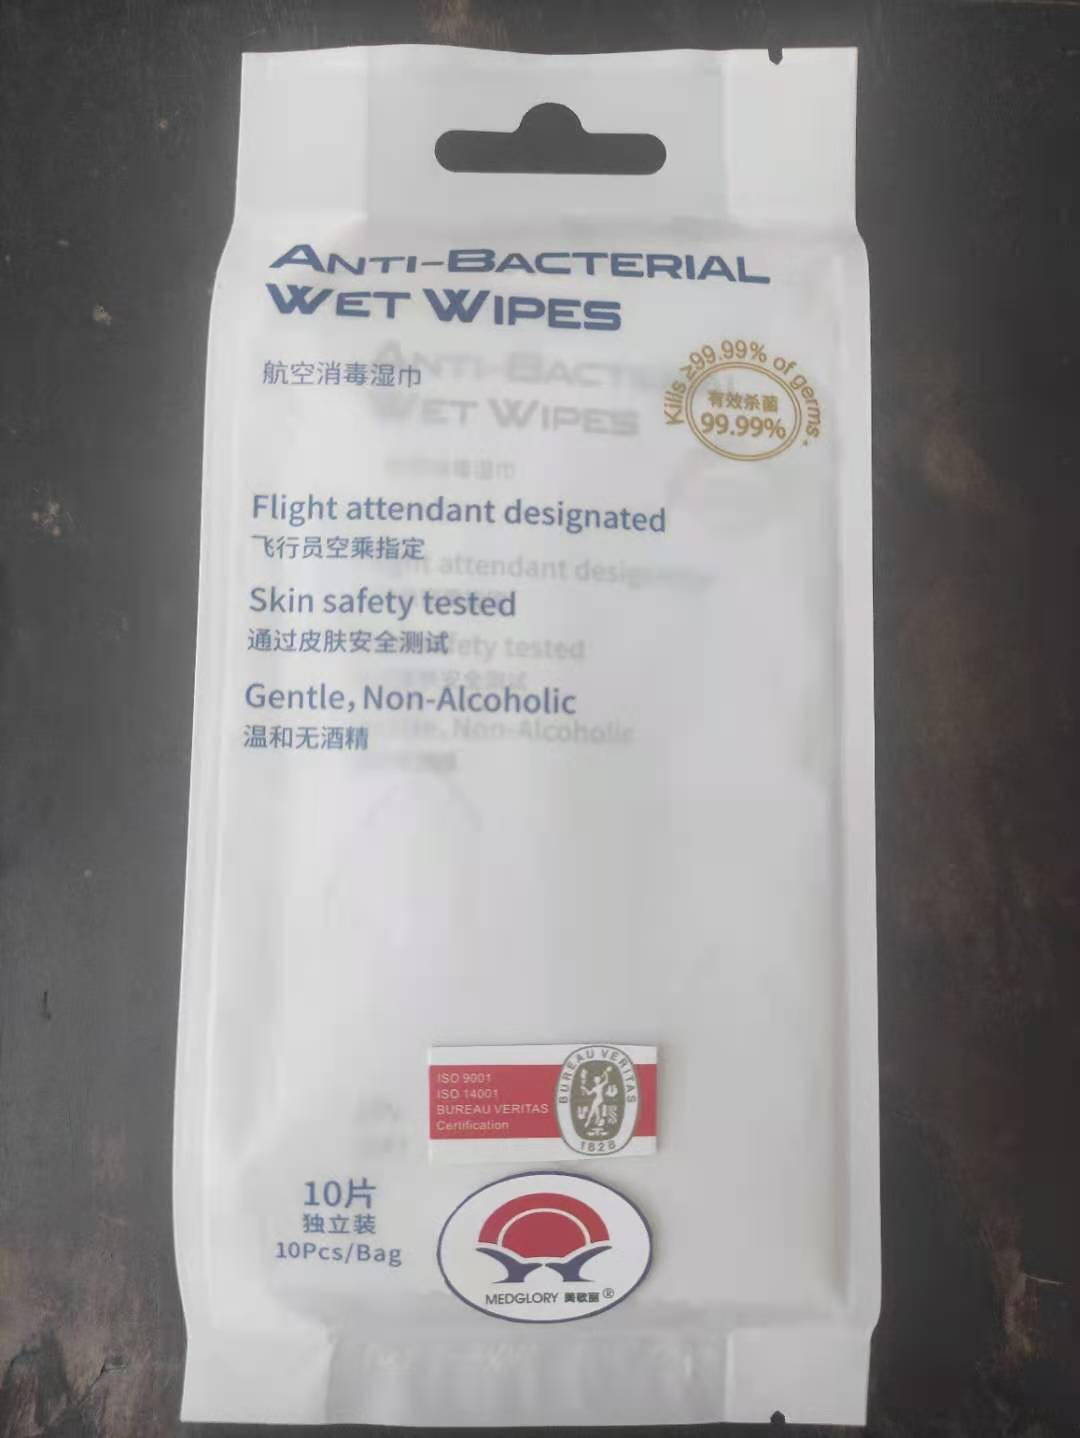 ANTI-BACTERIAL
WET WIPES
航空消毒湿巾
Kills ≥99.99% of germs.
有效杀菌
99.99%
Flight attendant designated
飞行员空乘指定
Skin safety tested
通过皮肤安全测试
Gentle, Non-Alcoholic
温和无酒精
ISO 9001
ISO 14001
BUREAU VERITAS
Certification
BUREAU VERITAS
1828
10片
独立装
10Pcs/Bag
MEDGLORY 美歌丽®